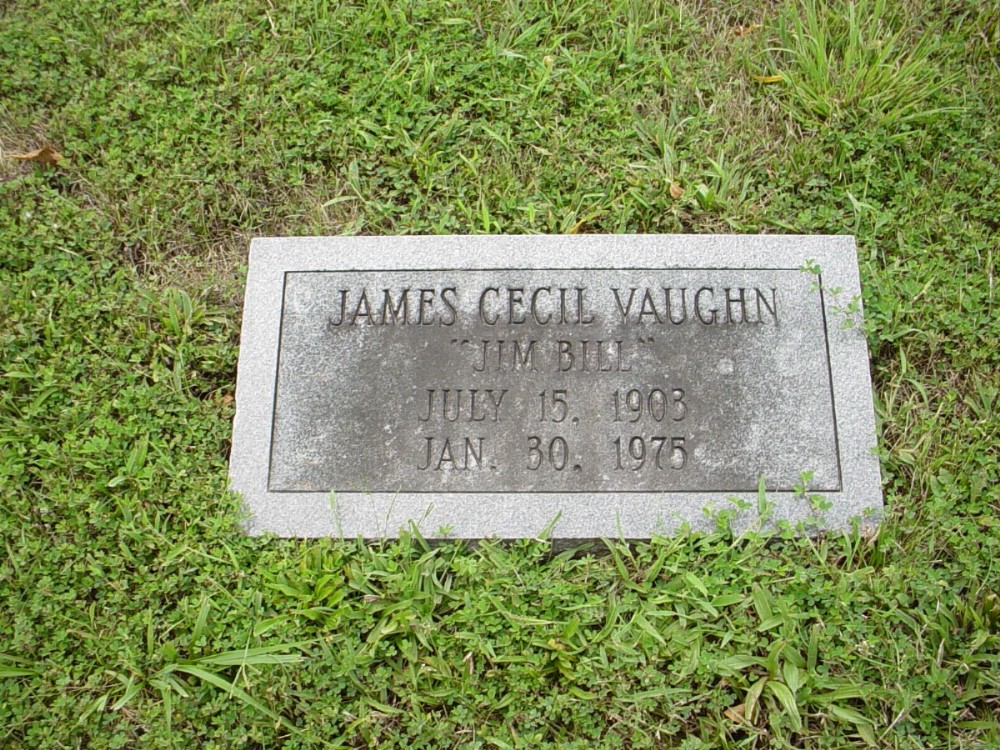 JAMES CECIL VAUGHN
"JIM BILL"
JULY 15, 1903
JAN. 30, 1975